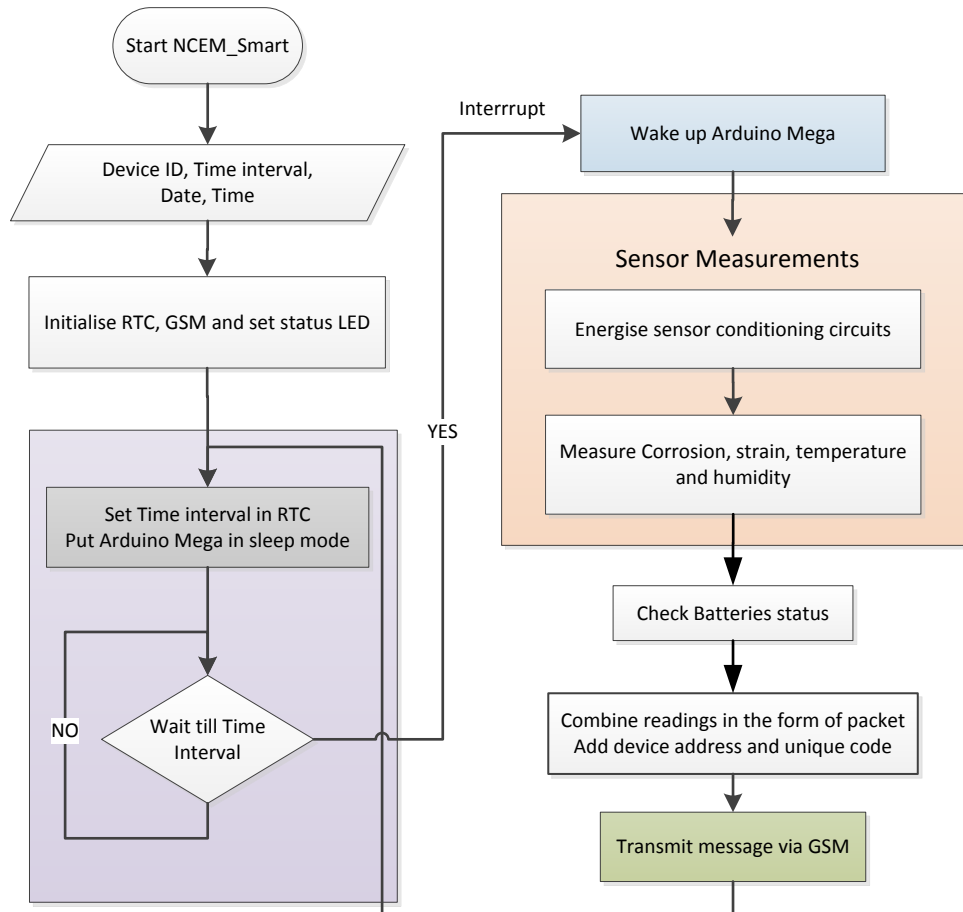 Start NCEM_Smart
Device ID, Time interval,
Date, Time
Initialise RTC, GSM and set status LED
Set Time interval in RTC
Put Arduino Mega in sleep mode
Wait till Time
Interval
NO
YES
Interrrupt
Wake up Arduino Mega
Sensor Measurements
Energise sensor conditioning circuits
Measure Corrosion, strain, temperature
and humidity
Check Batteries status
Combine readings in the form of packet
Add device address and unique code
Transmit message via GSM